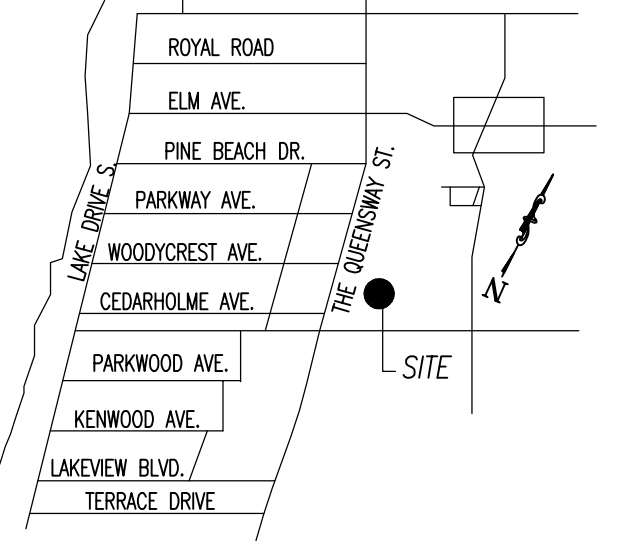 ROYAL ROAD
ELM AVE.
PINE BEACH DR.
LAKE DRIVE S.
THE QUEENSWAY ST.
PARKWAY AVE.
WOODYCREST AVE.
CEDARHOLME AVE.
N
SITE
PARKWOOD AVE.
KENWOOD AVE.
LAKEVIEW BLVD.
TERRACE DRIVE